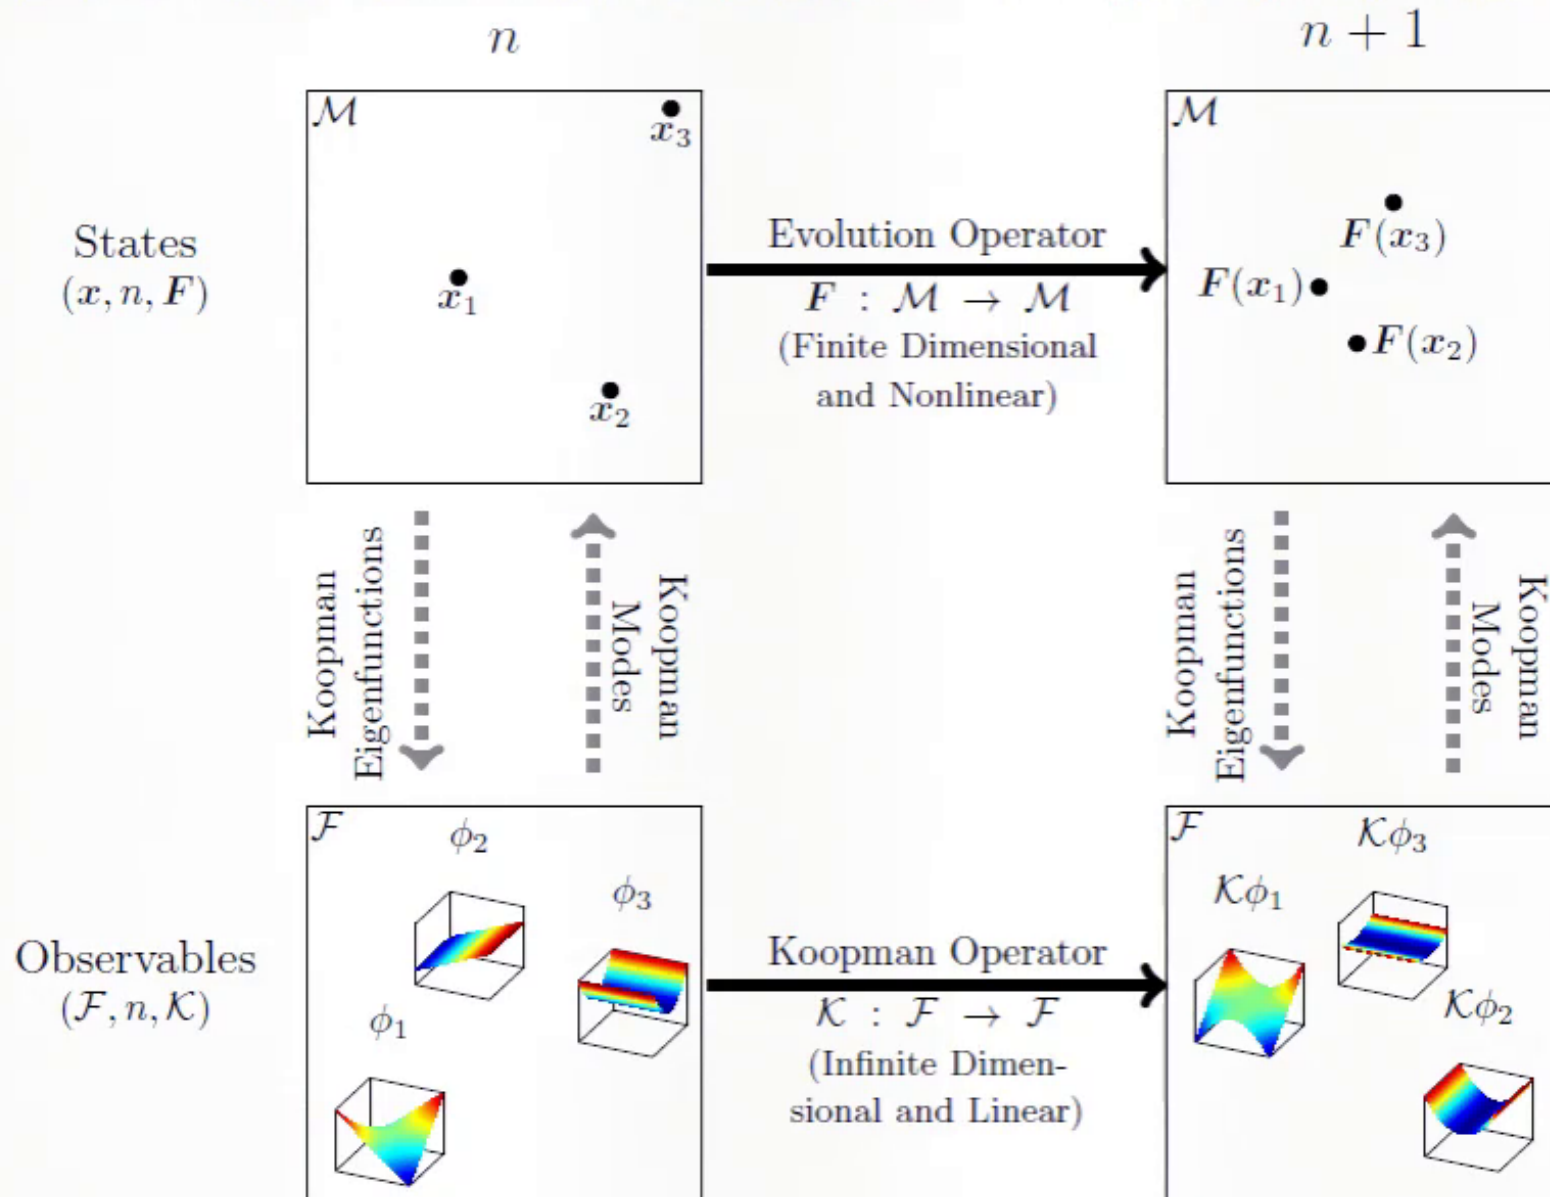 n
n + 1
M
x₃
x₁
x₂
States
(x, n, F)
Evolution Operator
F : M → M
(Finite Dimensional
and Nonlinear)
M
F(x₃)
F(x₁)
F(x₂)
Koopman
Eigenfunctions
Koopman
Modes
Koopman
Eigenfunctions
Koopman
Modes
Observables
(ℱ, n, 𝒦)
ℱ
ϕ₂
ϕ₃
ϕ₁
Koopman Operator
𝒦 : ℱ → ℱ
(Infinite Dimen-
sional and Linear)
ℱ
𝒦ϕ₃
𝒦ϕ₁
𝒦ϕ₂